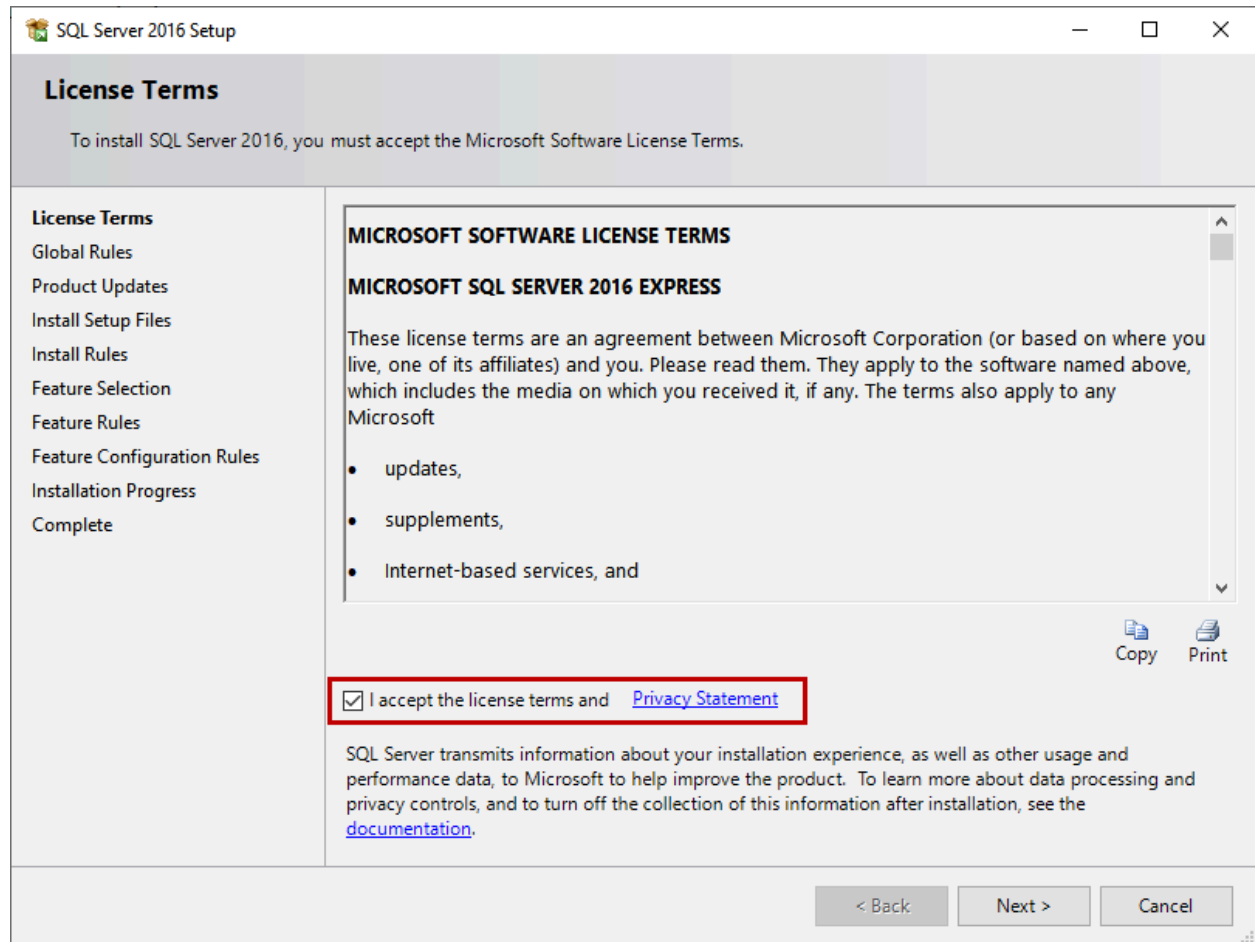 SQL Server 2016 Setup
License Terms
To install SQL Server 2016, you must accept the Microsoft Software License Terms.
License Terms
Global Rules
Product Updates
Install Setup Files
Install Rules
Feature Selection
Feature Rules
Feature Configuration Rules
Installation Progress
Complete
MICROSOFT SOFTWARE LICENSE TERMS
MICROSOFT SQL SERVER 2016 EXPRESS
These license terms are an agreement between Microsoft Corporation (or based on where you
live, one of its affiliates) and you. Please read them. They apply to the software named above,
which includes the media on which you received it, if any. The terms also apply to any
Microsoft
• updates,
• supplements,
• Internet-based services, and
Copy Print
I accept the license terms and Privacy Statement
SQL Server transmits information about your installation experience, as well as other usage and
performance data, to Microsoft to help improve the product. To learn more about data processing and
privacy controls, and to turn off the collection of this information after installation, see the
documentation.
< Back Next > Cancel